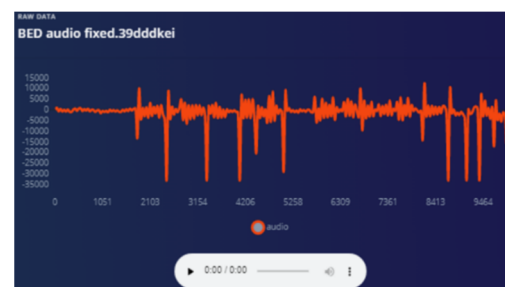 RAW DATA
BED audio fixed.39dddkei
15000
10000
5000
0
-5000
-10000
-15000
-20000
-25000
-30000
-35000
0 1051 2103 3154 4206 5258 6309 7361 8413 9464
audio
0:00 / 0:00